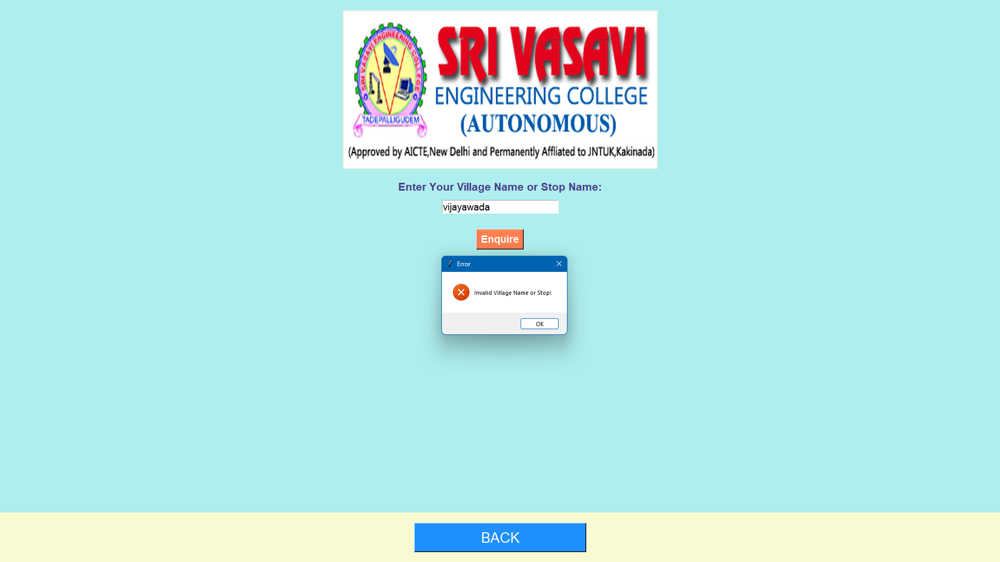 SRI VASAVI ENGINEERING COLLEGE
TADEPALLIGUDEM
SRI VASAVI
ENGINEERING COLLEGE
(AUTONOMOUS)
(Approved by AICTE,New Delhi and Permanently Affliated to JNTUK,Kakinada)
Enter Your Village Name or Stop Name:
vijayawada
Enquire
Error
Invalid Village Name or Stop!
OK
BACK